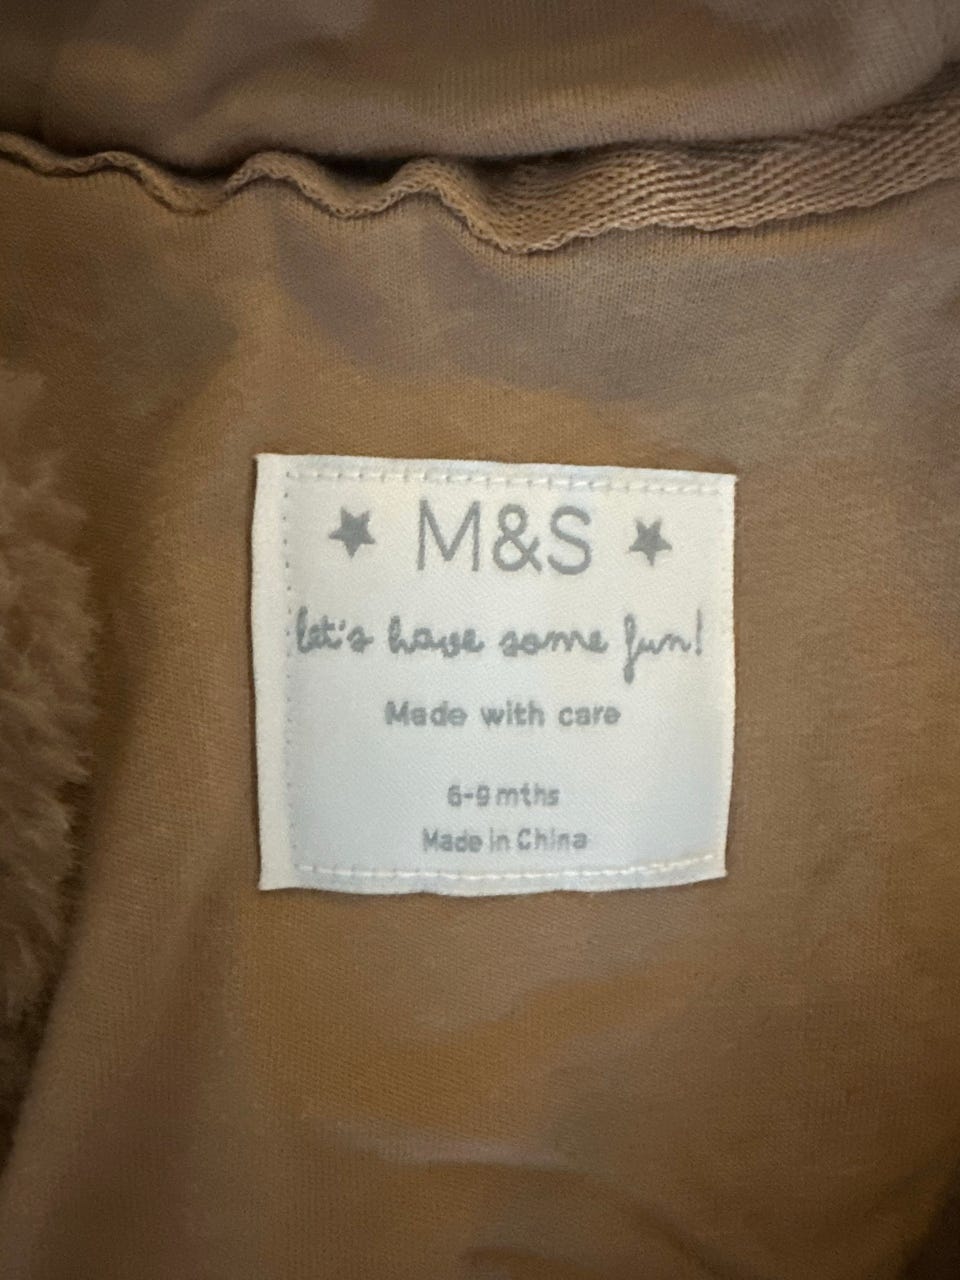 M&S
let's have some fun!
Made with care
6-9 mths
Made in China